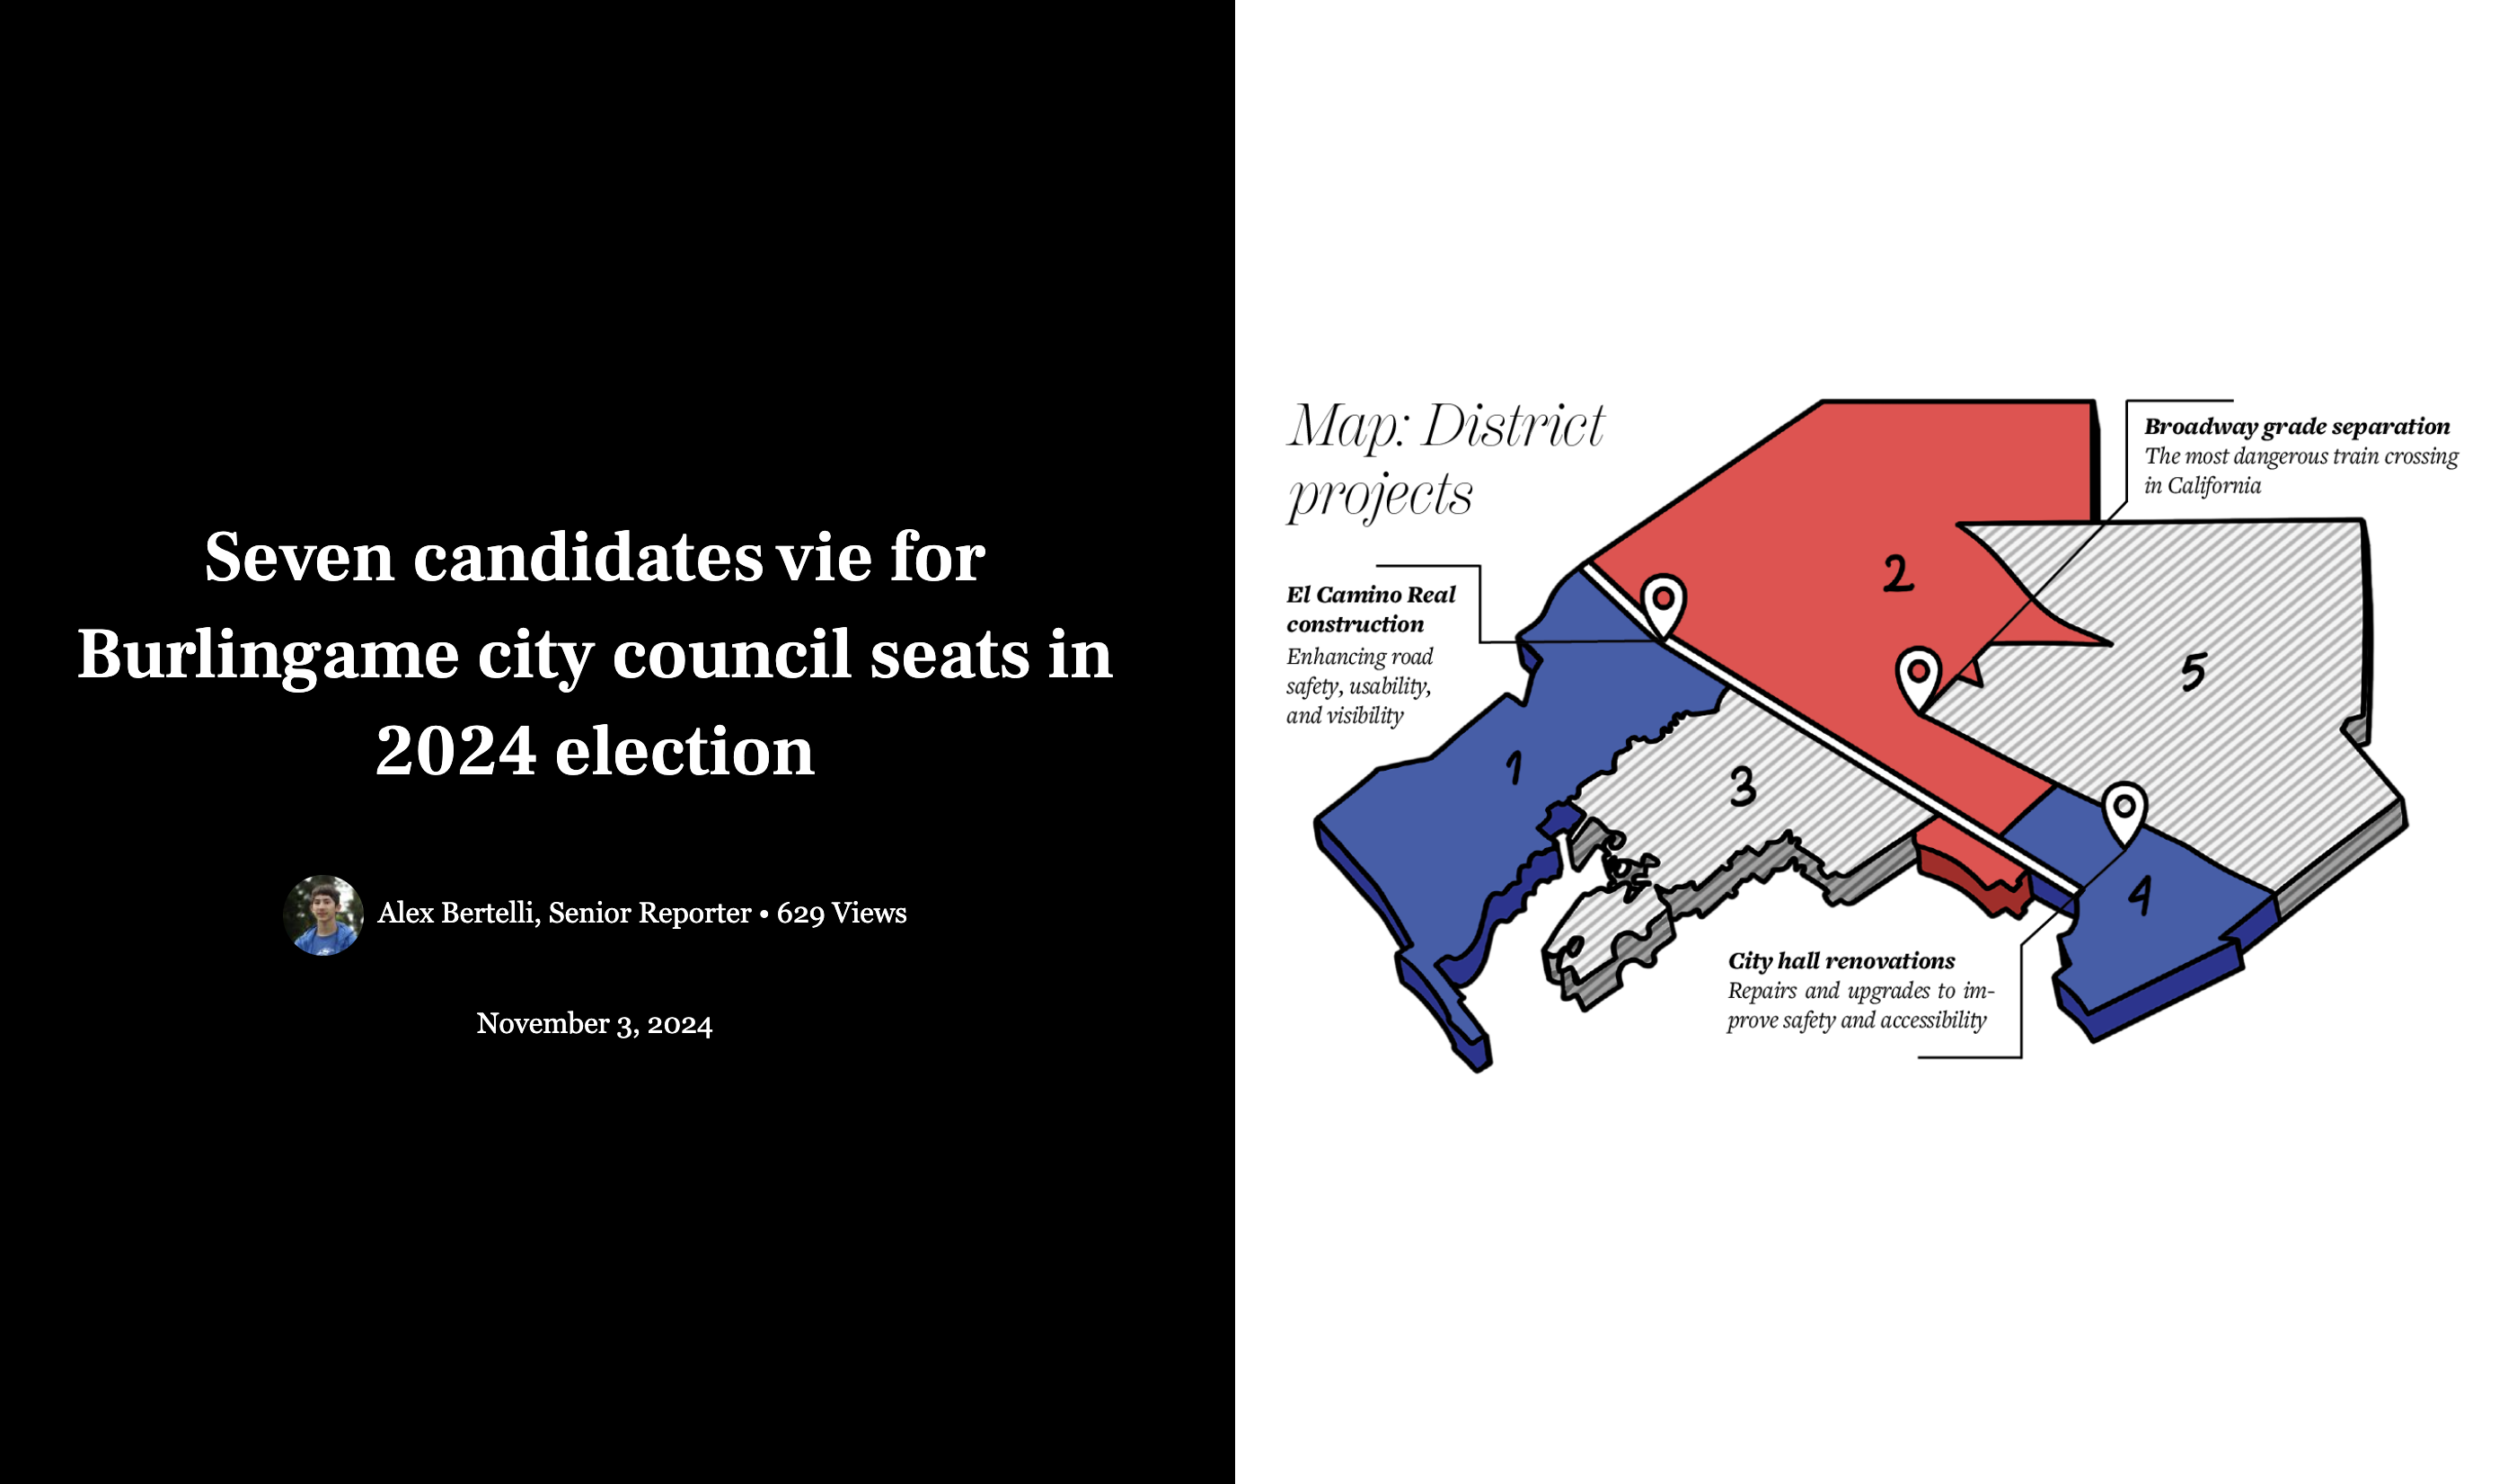 Seven candidates vie for
Burlingame city council seats in
2024 election
Alex Bertelli, Senior Reporter • 629 Views
November 3, 2024
Map: District
projects
Broadway grade separation
The most dangerous train crossing
in California
El Camino Real
construction
Enhancing road
safety, usability,
and visibility
2
5
1
3
4
City hall renovations
Repairs and upgrades to im-
prove safety and accessibility